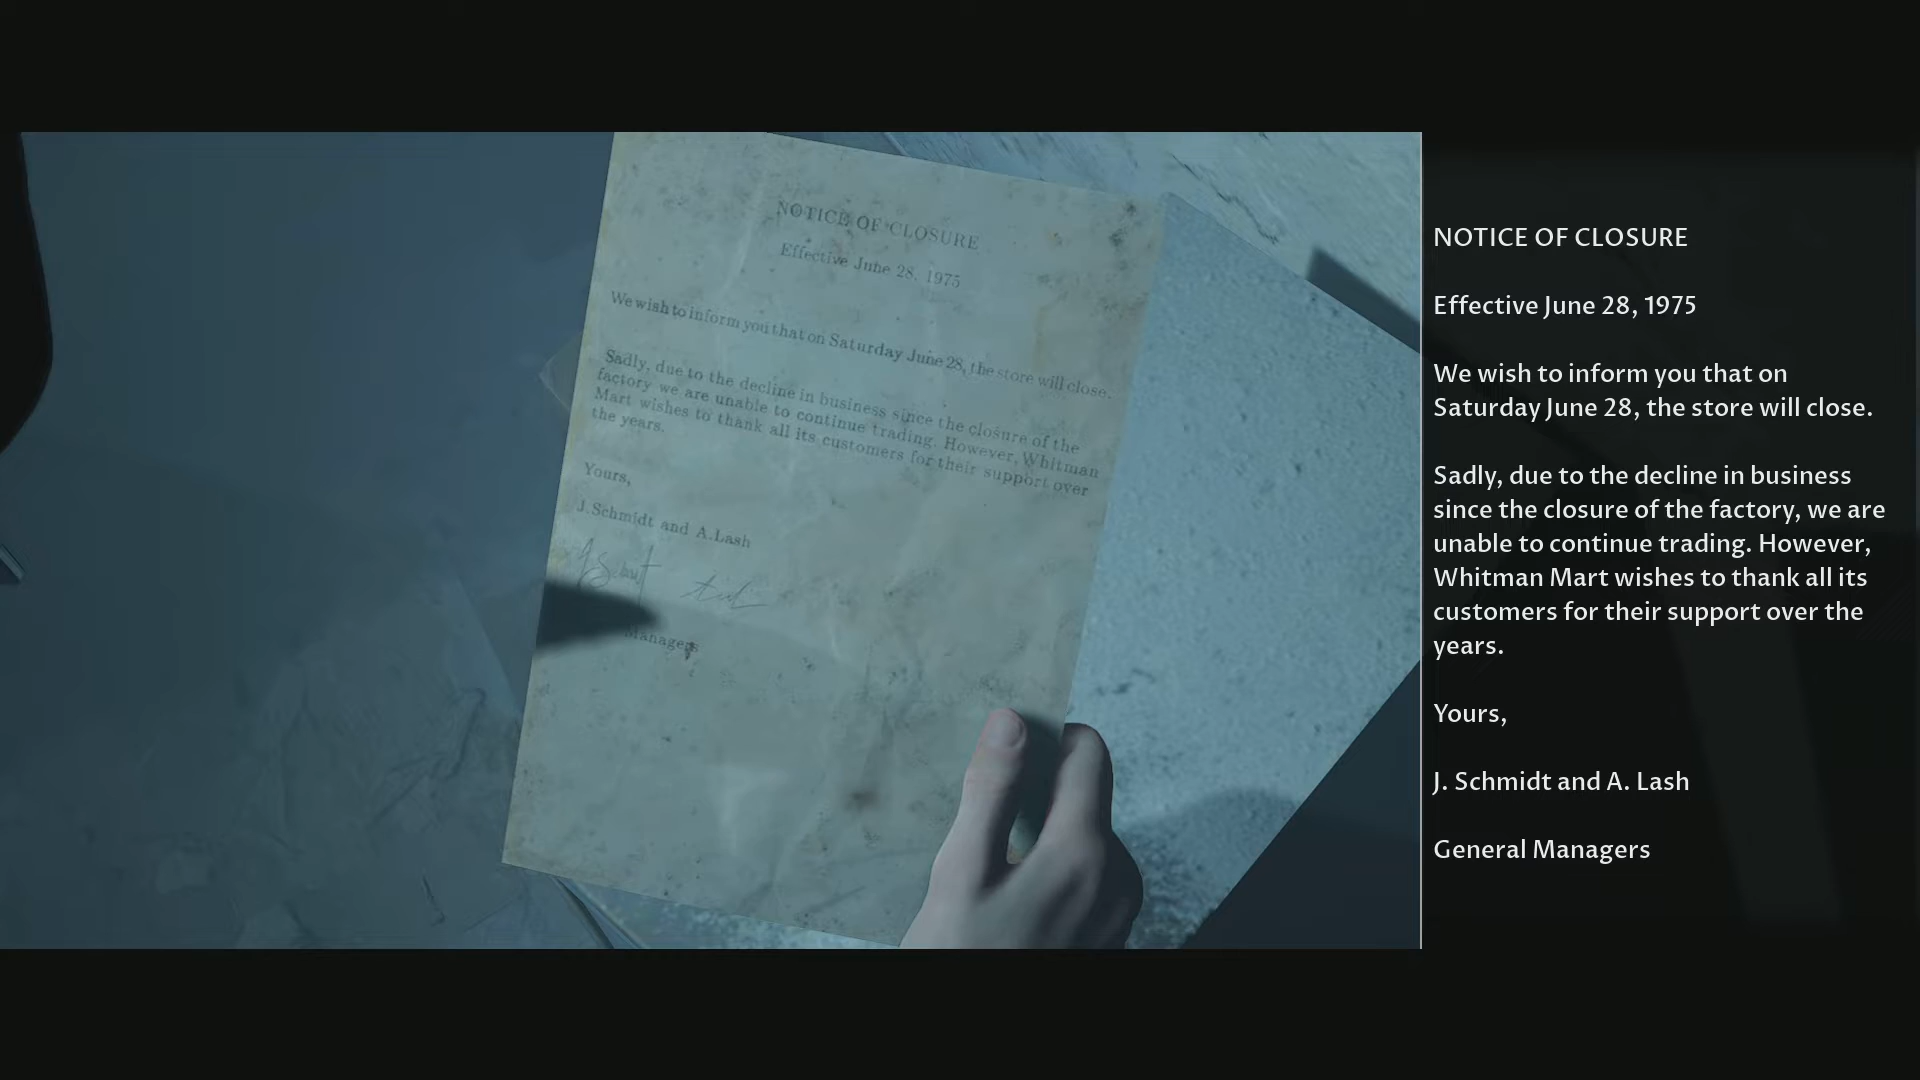 NOTICE OF CLOSURE
Effective June 28. 1975
We wish to inform you that on Saturday June 28, the store will close.
Sadly, due to the decline in business since the closure of the
factory we are unable to continue trading. However, Whitman
Mart wishes to thank all its customers for their support over
the years.
Yours,
J.Schmidt and A.Lash
Managers
NOTICE OF CLOSURE
Effective June 28, 1975
We wish to inform you that on
Saturday June 28, the store will close.
Sadly, due to the decline in business
since the closure of the factory, we are
unable to continue trading. However,
Whitman Mart wishes to thank all its
customers for their support over the
years.
Yours,
J. Schmidt and A. Lash
General Managers